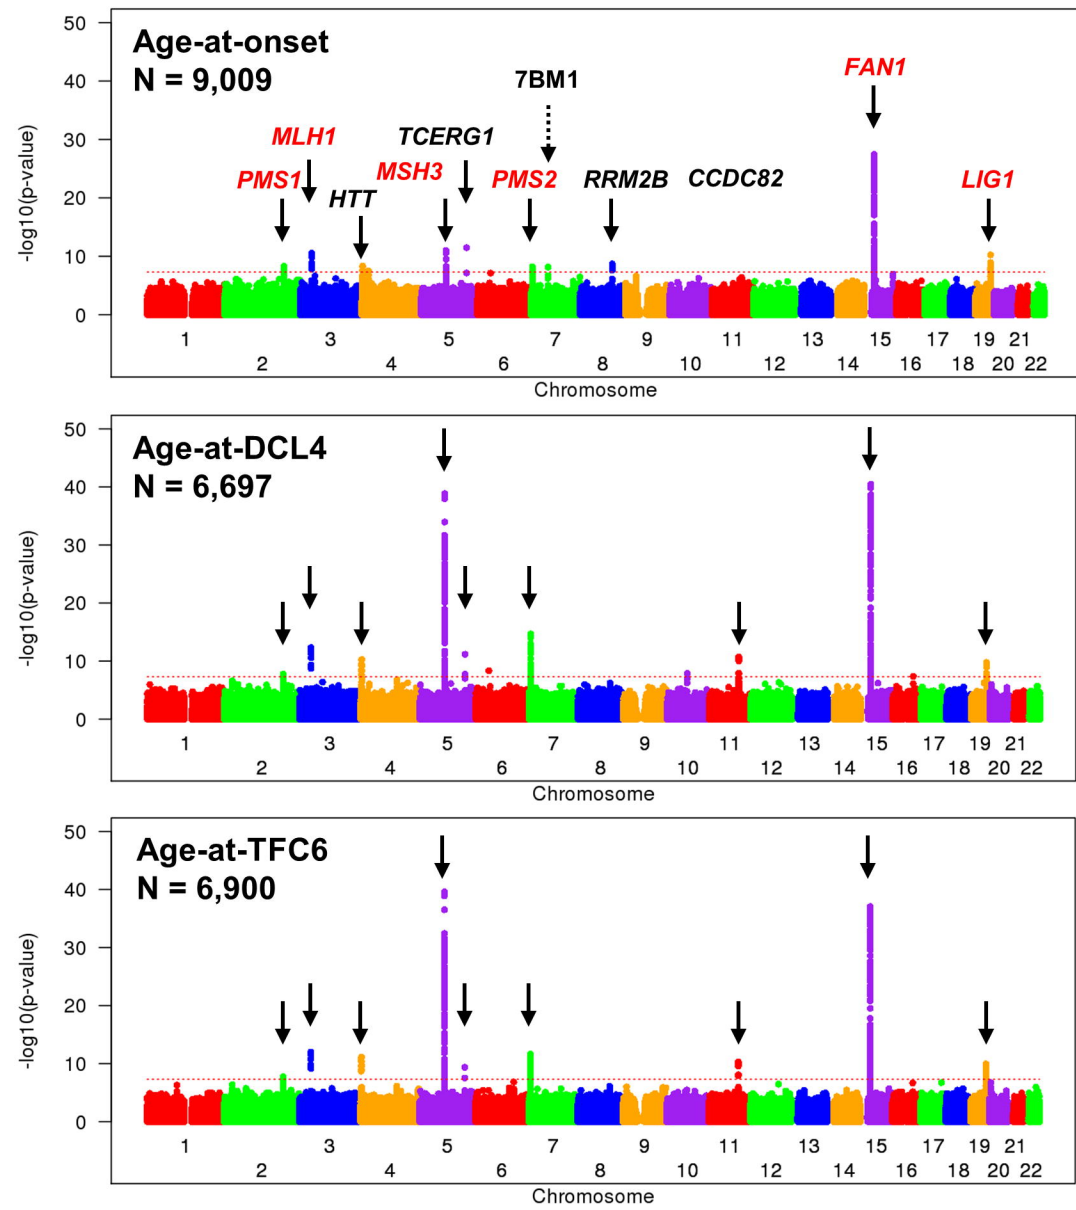 Age-at-onset
N = 9,009
FAN1
7BM1
MLH1
TCERG1
PMS1
MSH3
PMS2
RRM2B
CCDC82
LIG1
HTT
50
40
30
20
10
0
-log10(p-value)
1 3 5 7 9 11 13 15 17 19 21
2 4 6 8 10 12 14 16 18 20 22
Chromosome
Age-at-DCL4
N = 6,697
50
40
30
20
10
0
-log10(p-value)
1 3 5 7 9 11 13 15 17 19 21
2 4 6 8 10 12 14 16 18 20 22
Chromosome
Age-at-TFC6
N = 6,900
50
40
30
20
10
0
-log10(p-value)
1 3 5 7 9 11 13 15 17 19 21
2 4 6 8 10 12 14 16 18 20 22
Chromosome